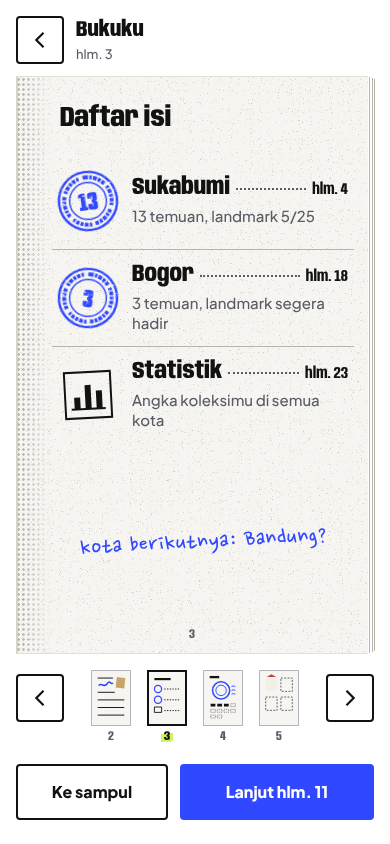 Bukuku
hlm. 3
Daftar isi
13
Sukabumi hlm. 4
13 temuan, landmark 5/25
3
Bogor hlm. 18
3 temuan, landmark segera
hadir
Statistik hlm. 23
Angka koleksimu di semua
kota
kota berikutnya: Bandung?
3
2 3 4 5
Ke sampul Lanjut hlm. 11